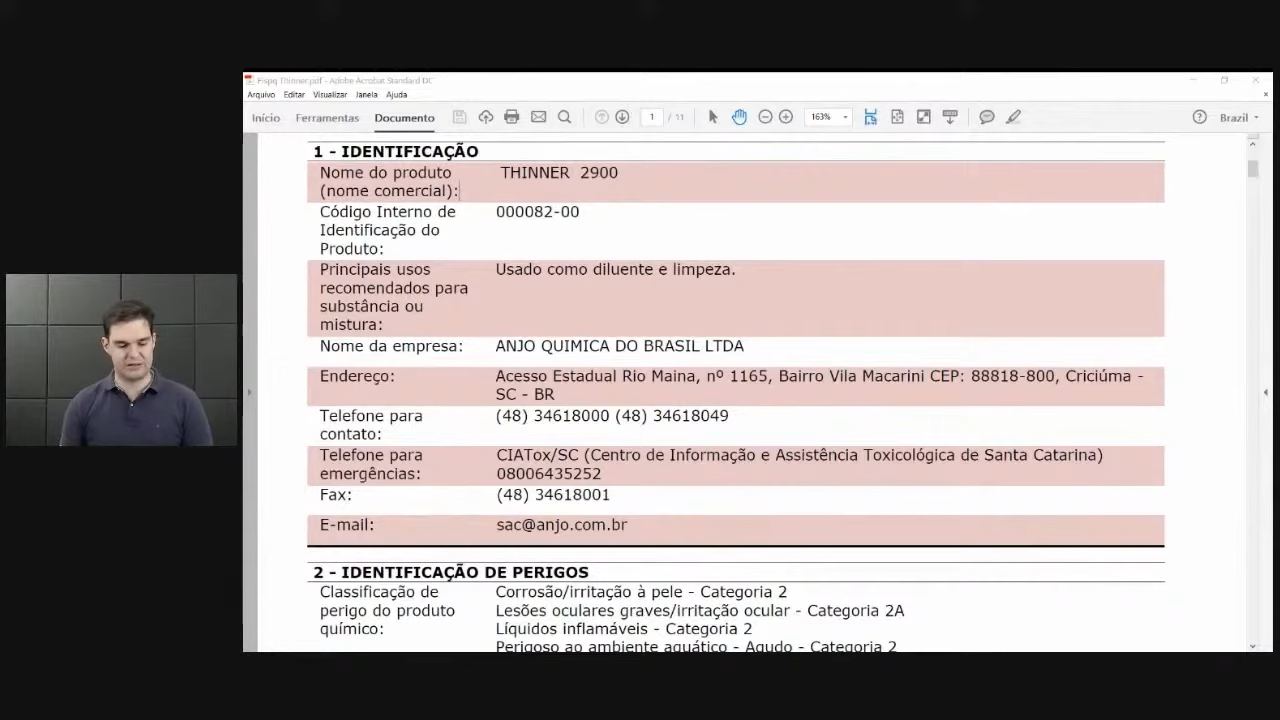 Fispq Thinner.pdf - Adobe Acrobat Standard DC
Arquivo Editar Visualizar Janela Ajuda
Início Ferramentas Documento 1 / 11 163% Brazil
1 - IDENTIFICAÇÃO
Nome do produto THINNER 2900
(nome comercial):
Código Interno de 000082-00
Identificação do
Produto:
Principais usos Usado como diluente e limpeza.
recomendados para
substância ou
mistura:
Nome da empresa: ANJO QUIMICA DO BRASIL LTDA
Endereço: Acesso Estadual Rio Maina, nº 1165, Bairro Vila Macarini CEP: 88818-800, Criciúma -
SC - BR
Telefone para (48) 34618000 (48) 34618049
contato:
Telefone para CIATox/SC (Centro de Informação e Assistência Toxicológica de Santa Catarina)
emergências: 08006435252
Fax: (48) 34618001
E-mail: sac@anjo.com.br
2 - IDENTIFICAÇÃO DE PERIGOS
Classificação de Corrosão/irritação à pele - Categoria 2
perigo do produto Lesões oculares graves/irritação ocular - Categoria 2A
químico: Líquidos inflamáveis - Categoria 2
Perigoso ao ambiente aquático - Agudo - Categoria 2